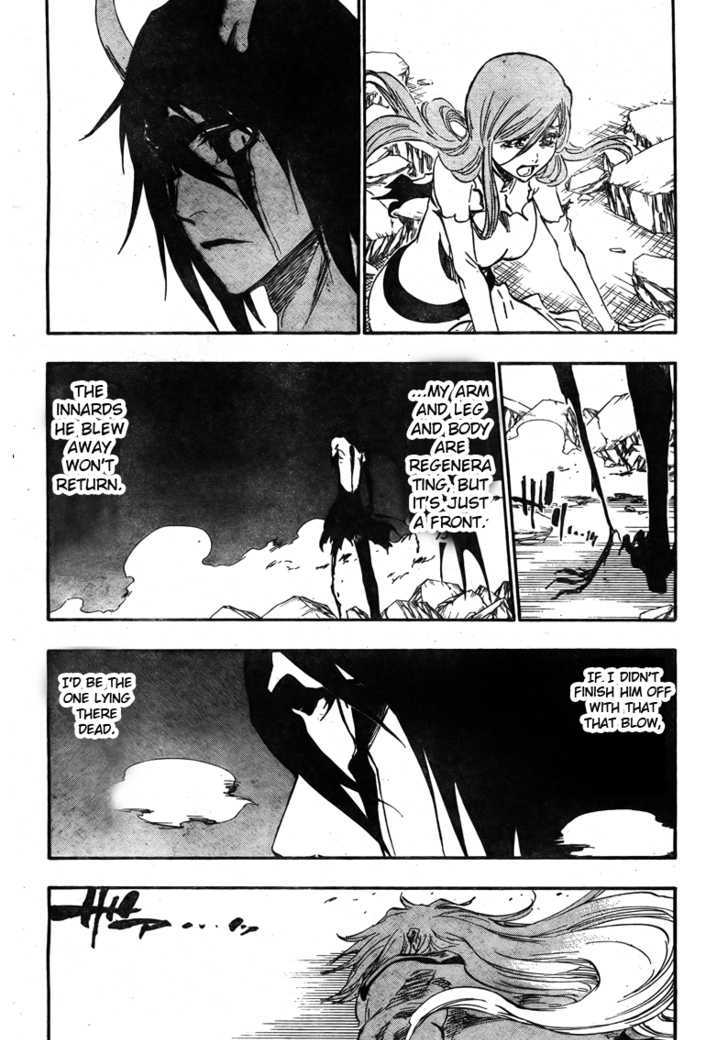 ...MY ARM
AND LEG
AND BODY
ARE
REGENERA
TING, BUT
IT'S JUST
A FRONT.
THE
INNARDS
HE BLEW
AWAY WON'T
RETURN.
IF I DIDN'T
FINISH HIM OFF
WITH THAT
THAT BLOW,
I'D BE THE
ONE LYING
THERE
DEAD.